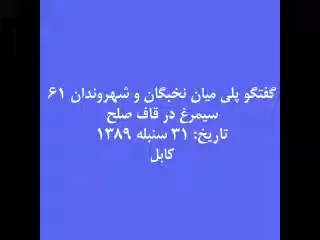 گفتگو پلی میان نخبگان و شهروندان ۶۱
سیمرغ در قاف صلح
تاریخ: ۳۱ سنبله ۱۳۸۹
کابل